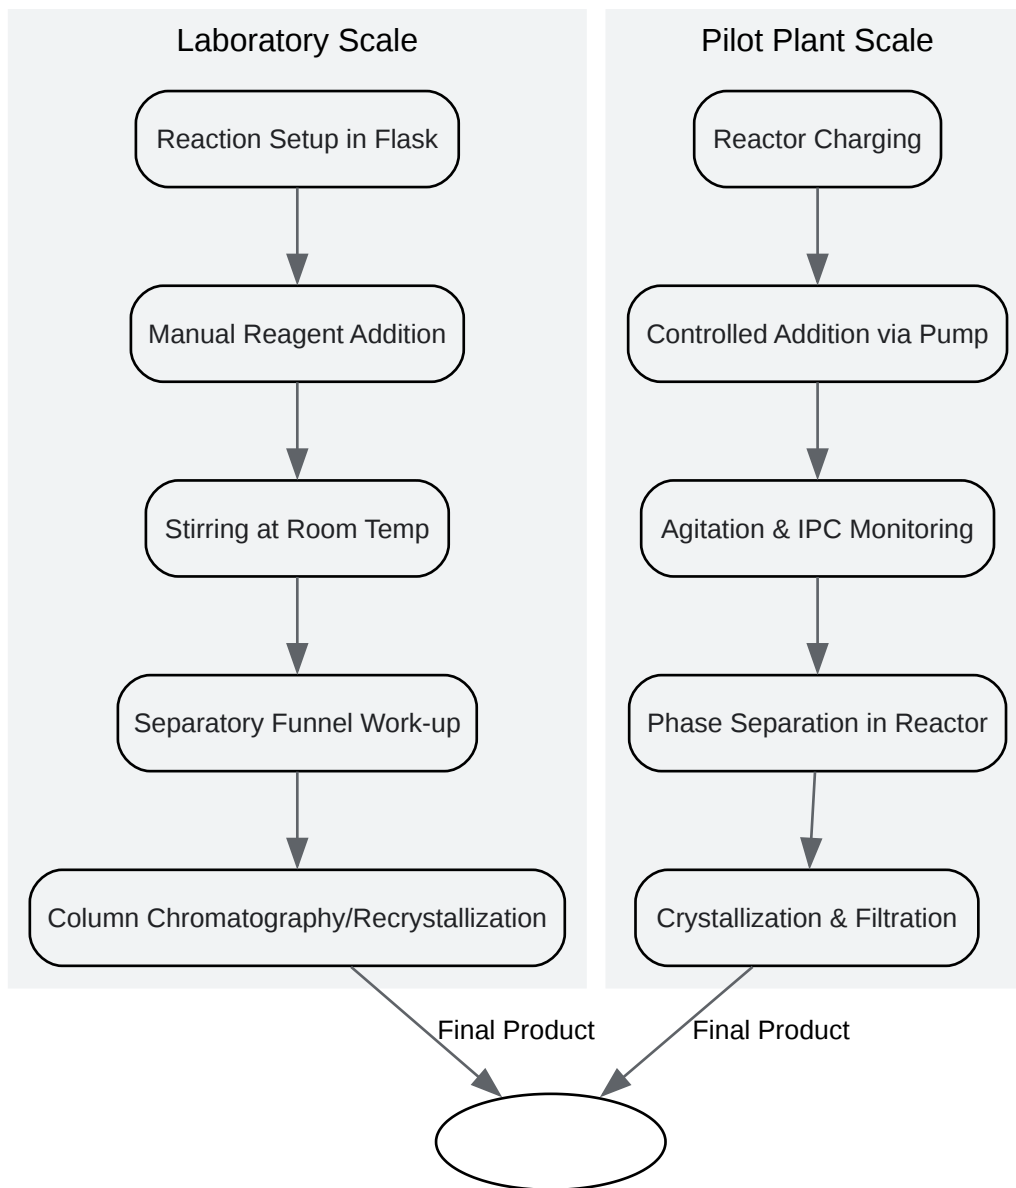 Laboratory Scale
Reaction Setup in Flask
Manual Reagent Addition
Stirring at Room Temp
Separatory Funnel Work-up
Column Chromatography/Recrystallization
Final Product
Pilot Plant Scale
Reactor Charging
Controlled Addition via Pump
Agitation & IPC Monitoring
Phase Separation in Reactor
Crystallization & Filtration
Final Product